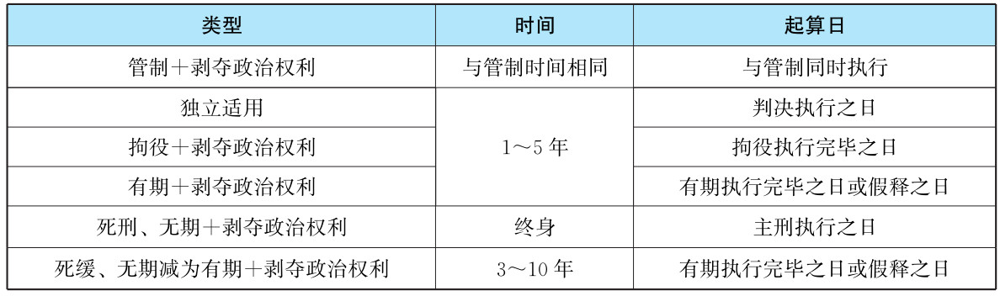 类型 时间 起算日
管制＋剥夺政治权利 与管制时间相同 与管制同时执行
独立适用 1～5 年 判决执行之日
拘役＋剥夺政治权利 拘役执行完毕之日
有期＋剥夺政治权利 有期执行完毕之日或假释之日
死刑、无期＋剥夺政治权利 终身 主刑执行之日
死缓、无期减为有期＋剥夺政治权利 3～10 年 有期执行完毕之日或假释之日